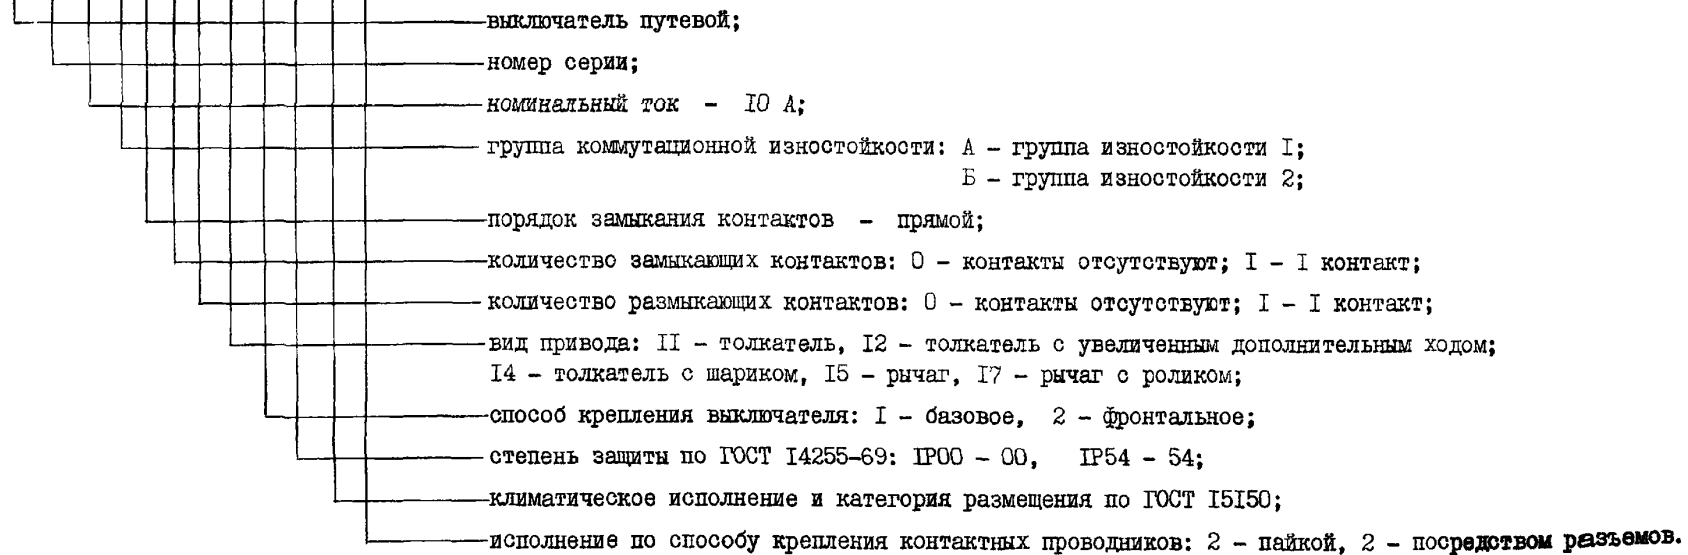 выключатель путевой;
номер серии;
номинальный ток - IO А;
группа коммутационной изностойкости: А - группа изностойкости I;
Б - группа изностойкости 2;
порядок замыкания контактов - прямой;
количество замыкающих контактов: О - контакты отсутствуют; I - I контакт;
количество размыкающих контактов: О - контакты отсутствуют; I - I контакт;
вид привода: II - толкатель, I2 - толкатель с увеличенным дополнительным ходом;
I4 - толкатель с шариком, I5 - рычаг, I7 - рычаг с роликом;
способ крепления выключателя: I - базовое, 2 - фронтальное;
степень защиты по ГОСТ I4255-69: IP00 - 00, IP54 - 54;
климатическое исполнение и категория размещения по ГОСТ I5I50;
исполнение по способу крепления контактных проводников: 2 - пайкой, 2 - посредством разъемов.